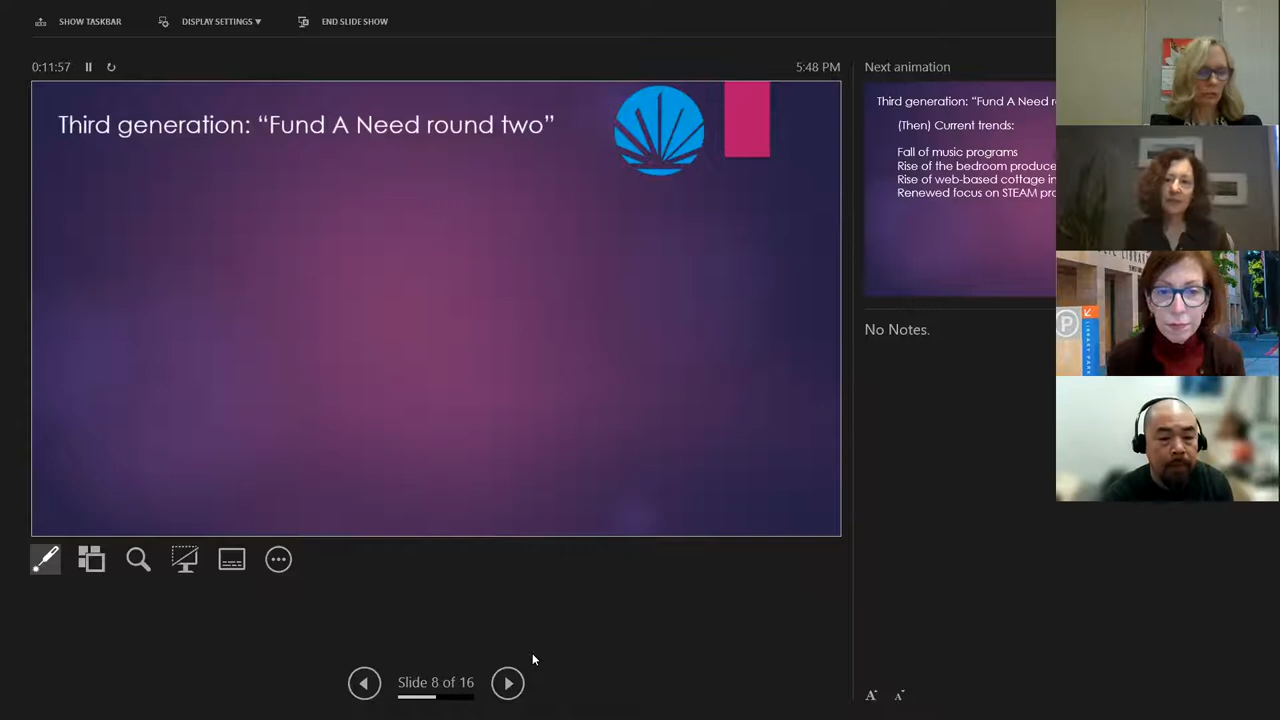 SHOW TASKBAR
DISPLAY SETTINGS ▼
END SLIDE SHOW
0:11:57
5:48 PM
Third generation: “Fund A Need round two”
Next animation
Third generation: “Fund A Need r
(Then) Current trends:
Fall of music programs
Rise of the bedroom produce
Rise of web-based cottage in
Renewed focus on STEAM pro
No Notes.
P
LIBRARY PARK
Slide 8 of 16
A
A